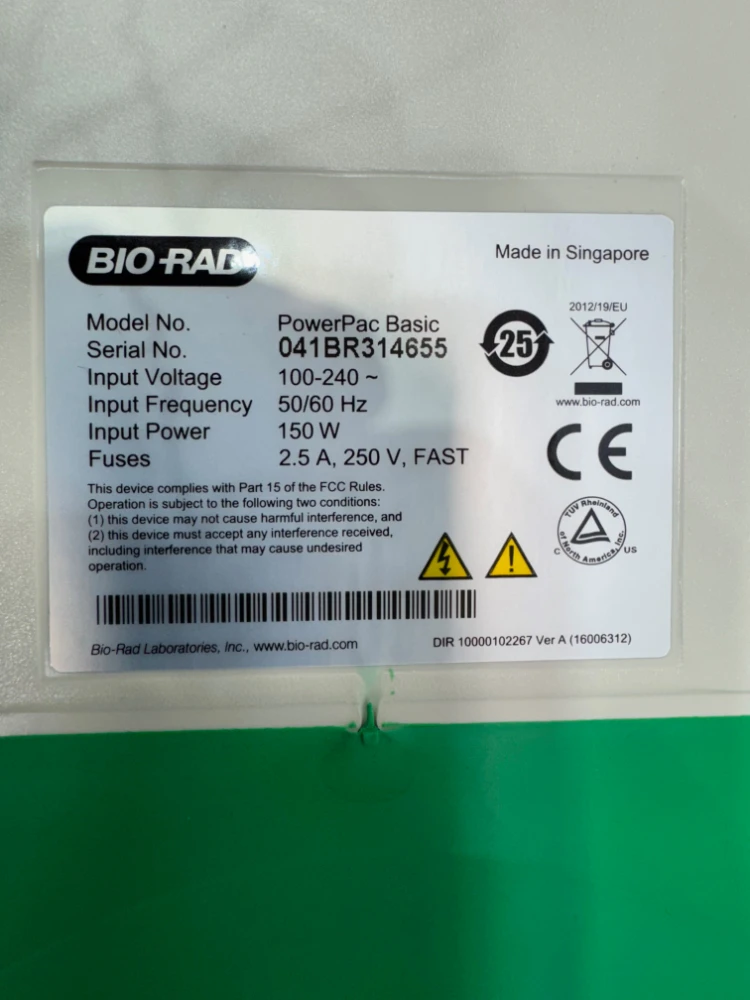 BIO-RAD
Made in Singapore
Model No. PowerPac Basic
Serial No. 041BR314655
Input Voltage 100-240 ~
Input Frequency 50/60 Hz
Input Power 150 W
Fuses 2.5 A, 250 V, FAST
25
2012/19/EU
www.bio-rad.com
CE
TÜV Rheinland
of North America, Inc.
C US
This device complies with Part 15 of the FCC Rules.
Operation is subject to the following two conditions:
(1) this device may not cause harmful interference, and
(2) this device must accept any interference received,
including interference that may cause undesired
operation.
Bio-Rad Laboratories, Inc., www.bio-rad.com
DIR 10000102267 Ver A (16006312)